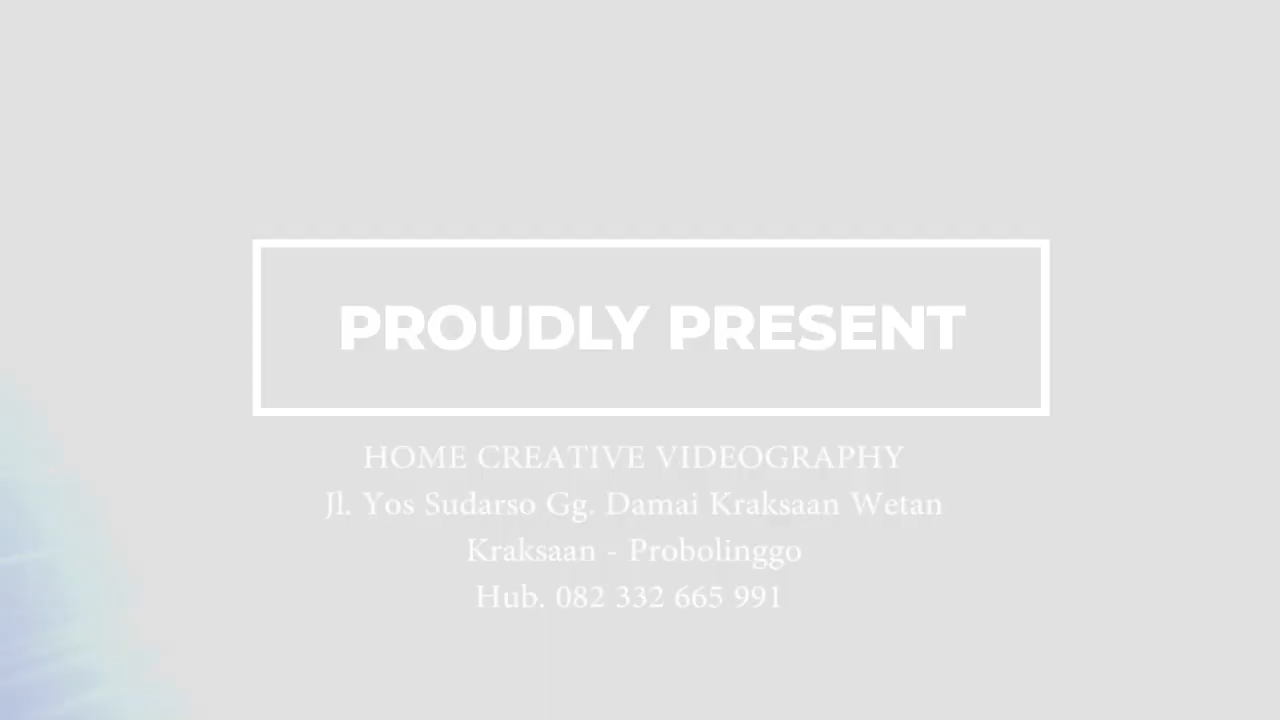 PROUDLY PRESENT
HOME CREATIVE VIDEOGRAPHY
Jl. Yos Sudarso Gg. Damai Kraksaan Wetan
Kraksaan - Probolinggo
Hub. 082 332 665 991